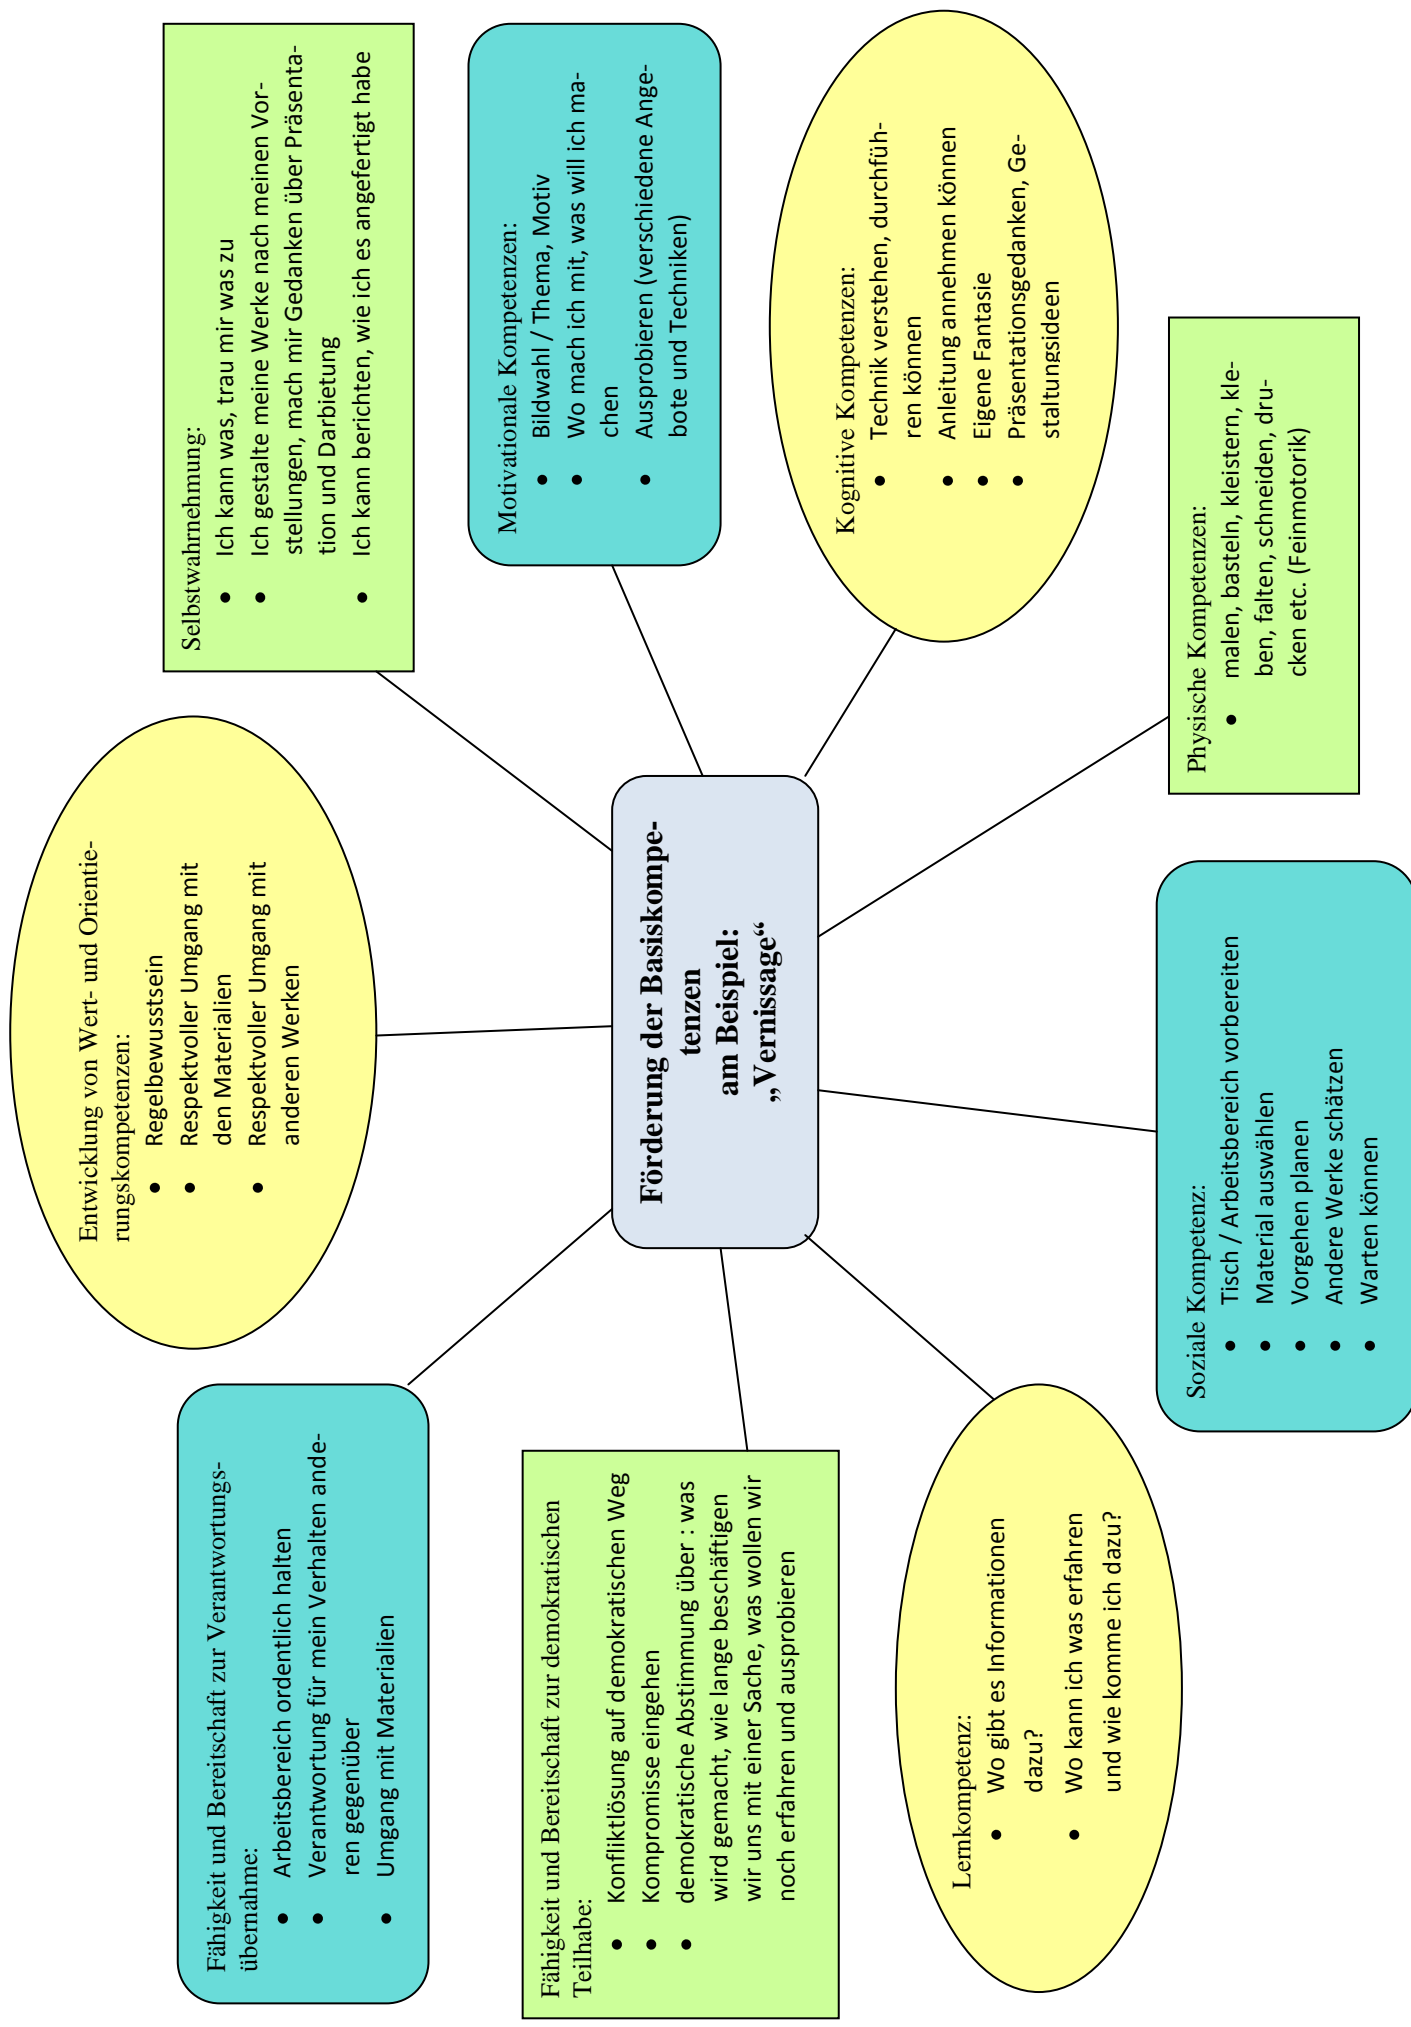 Fähigkeit und Bereitschaft zur Verantwortungs-
übernahme:
• Arbeitsbereich ordentlich halten
• Verantwortung für mein Verhalten ande-
ren gegenüber
• Umgang mit Materialien
Entwicklung von Wert- und Orientie-
rungskompetenzen:
• Regelbewusstsein
• Respektvoller Umgang mit
den Materialien
• Respektvoller Umgang mit
anderen Werken
Selbstwahrnehmung:
• Ich kann was, trau mir was zu
• Ich gestalte meine Werke nach meinen Vor-
stellungen, mach mir Gedanken über Präsenta-
tion und Darbietung
• Ich kann berichten, wie ich es angefertigt habe
Fähigkeit und Bereitschaft zur demokratischen
Teilhabe:
• Konfliktlösung auf demokratischen Weg
• Kompromisse eingehen
• demokratische Abstimmung über : was
wird gemacht, wie lange beschäftigen
wir uns mit einer Sache, was wollen wir
noch erfahren und ausprobieren
Förderung der Basiskompe-
tenzen
am Beispiel:
„Vernissage“
Motivationale Kompetenzen:
• Bildwahl / Thema, Motiv
• Wo mach ich mit, was will ich ma-
chen
• Ausprobieren (verschiedene Ange-
bote und Techniken)
Kognitive Kompetenzen:
• Technik verstehen, durchfüh-
ren können
• Anleitung annehmen können
• Eigene Fantasie
• Präsentationsgedanken, Ge-
staltungsideen
Lernkompetenz:
• Wo gibt es Informationen
dazu?
• Wo kann ich was erfahren
und wie komme ich dazu?
Soziale Kompetenz:
• Tisch / Arbeitsbereich vorbereiten
• Material auswählen
• Vorgehen planen
• Andere Werke schätzen
• Warten können
Physische Kompetenzen:
• malen, basteln, kleistern, kle-
ben, falten, schneiden, dru-
cken etc. (Feinmotorik)